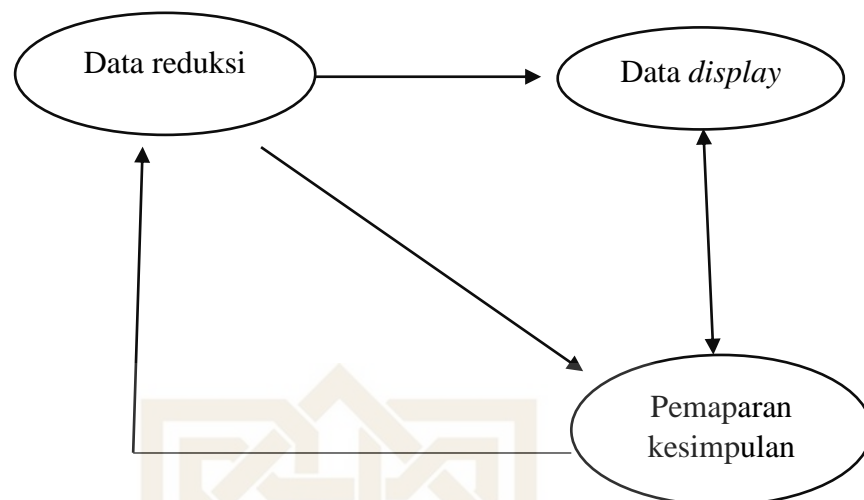 Data reduksi
Data display
Pemaparan
kesimpulan